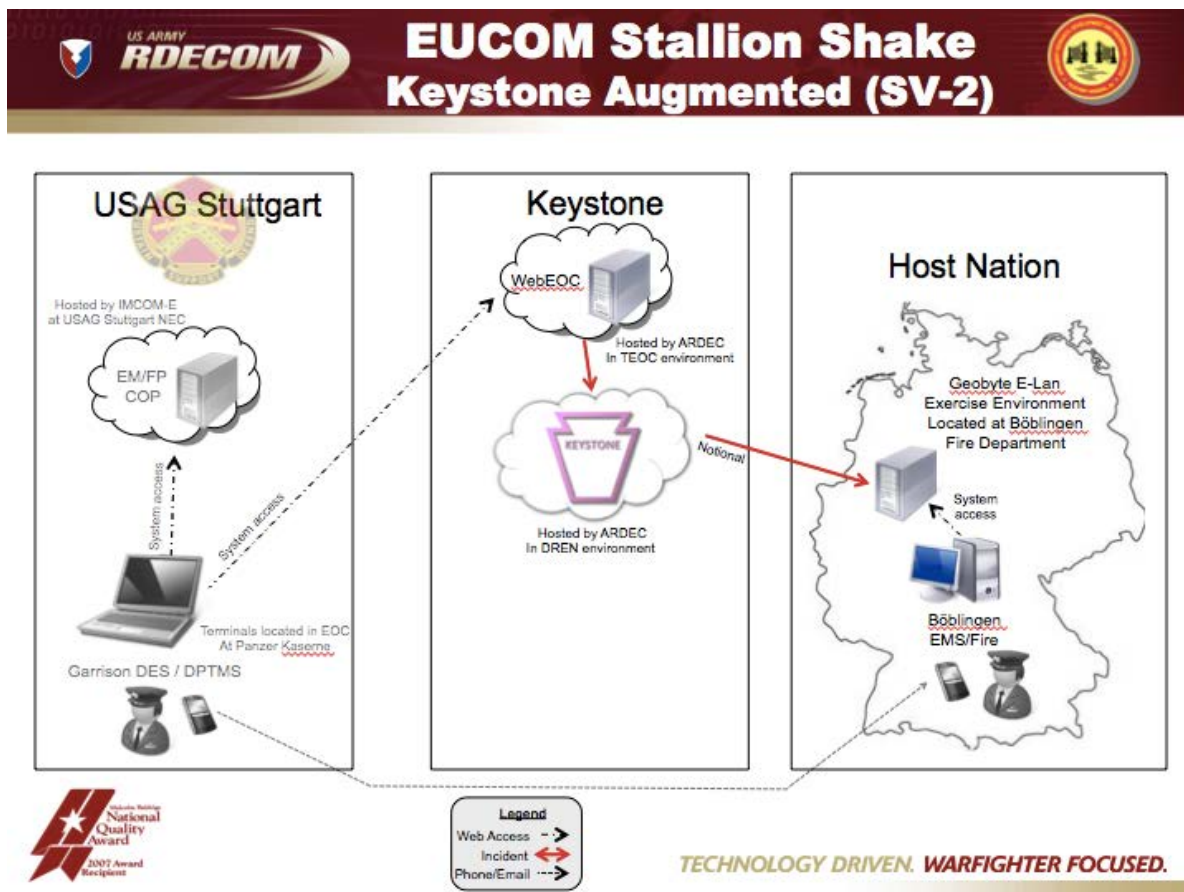 US ARMY
RDECOM
EUCOM Stallion Shake
Keystone Augmented (SV-2)
USAG Stuttgart
SUPPORT
Hosted by IMCOM-E
at USAG Stuttgart NEC
EM/FP
COP
System access
System access
Terminals located in EOC
At Panzer Kaserne
Garrison DES / DPTMS
Keystone
WebEOC
Hosted by ARDEC
In TEOC environment
KEYSTONE
Notional
Hosted by ARDEC
In DREN environment
Host Nation
Geobyte E-Lan
Exercise Environment
Located at Böblingen
Fire Department
System
access
Böblingen
EMS/Fire
Malcolm Baldrige
National
Quality
Award
2007 Award
Recipient
Legend
Web Access
Incident
Phone/Email
TECHNOLOGY DRIVEN. WARFIGHTER FOCUSED.